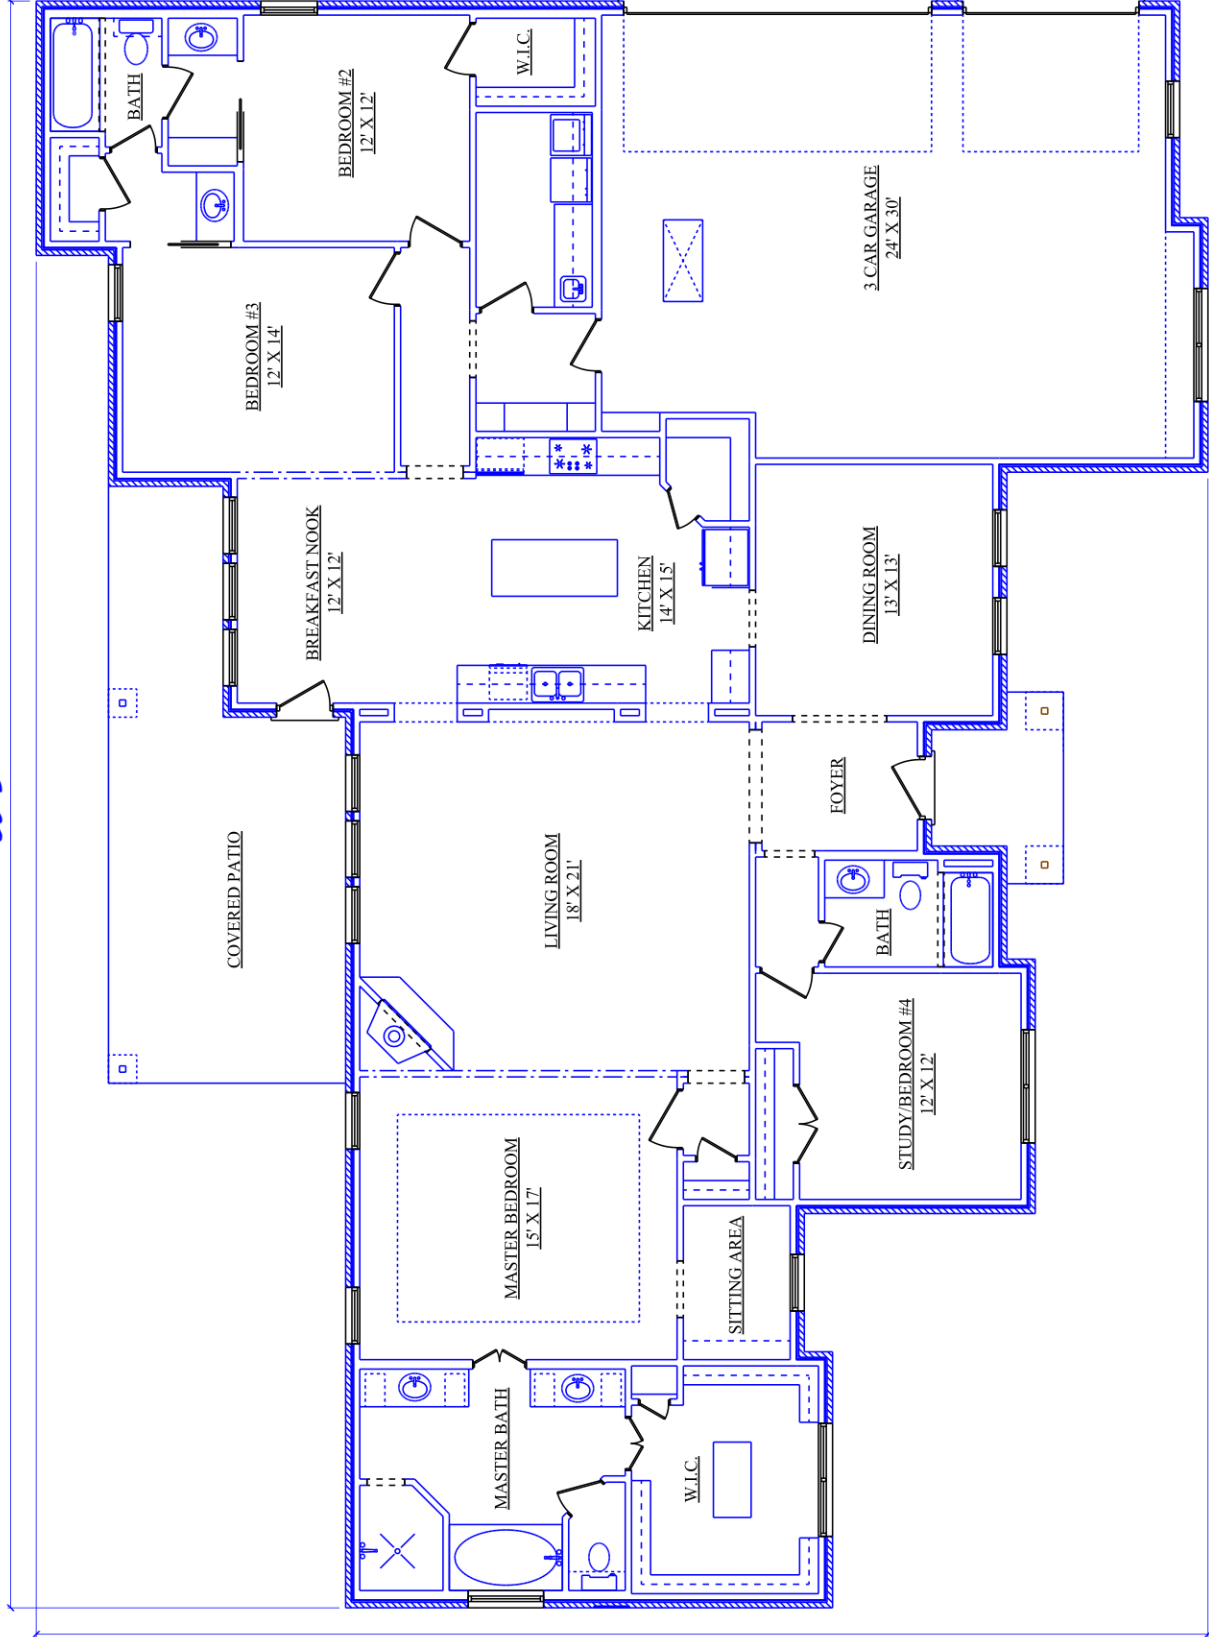 BATH
BEDROOM #2
12' X 12'
W.I.C.
3 CAR GARAGE
24' X 30'
BEDROOM #3
12' X 14'
BREAKFAST NOOK
12' X 12'
KITCHEN
14' X 15'
DINING ROOM
13' X 13'
COVERED PATIO
LIVING ROOM
18' X 21'
FOYER
BATH
STUDY/BEDROOM #4
12' X 12'
MASTER BEDROOM
15' X 17'
SITTING AREA
MASTER BATH
W.I.C.